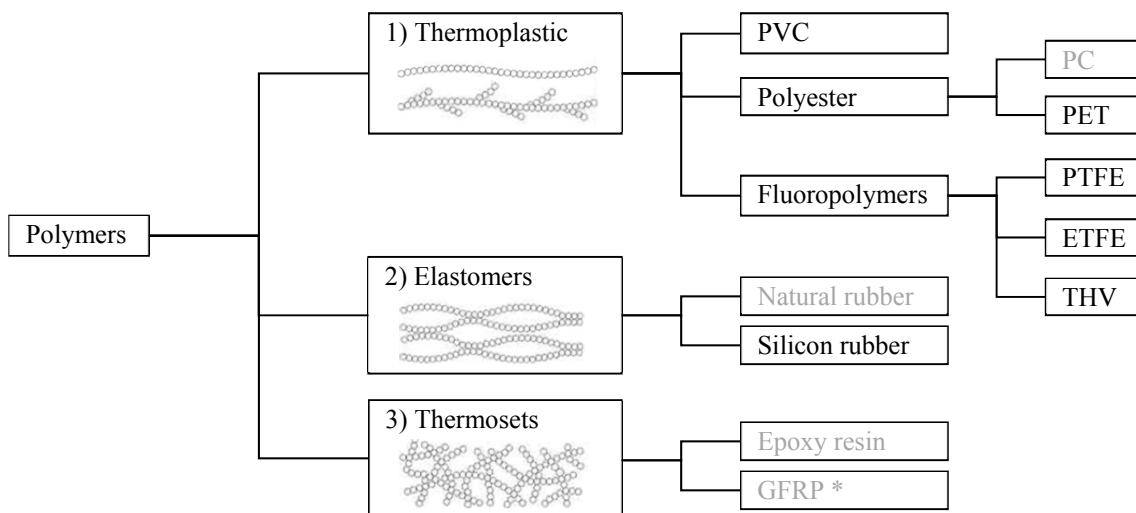 Polymers
1) Thermoplastic
PVC
Polyester
PC
PET
Fluoropolymers
PTFE
ETFE
THV
2) Elastomers
Natural rubber
Silicon rubber
3) Thermosets
Epoxy resin
GFRP *